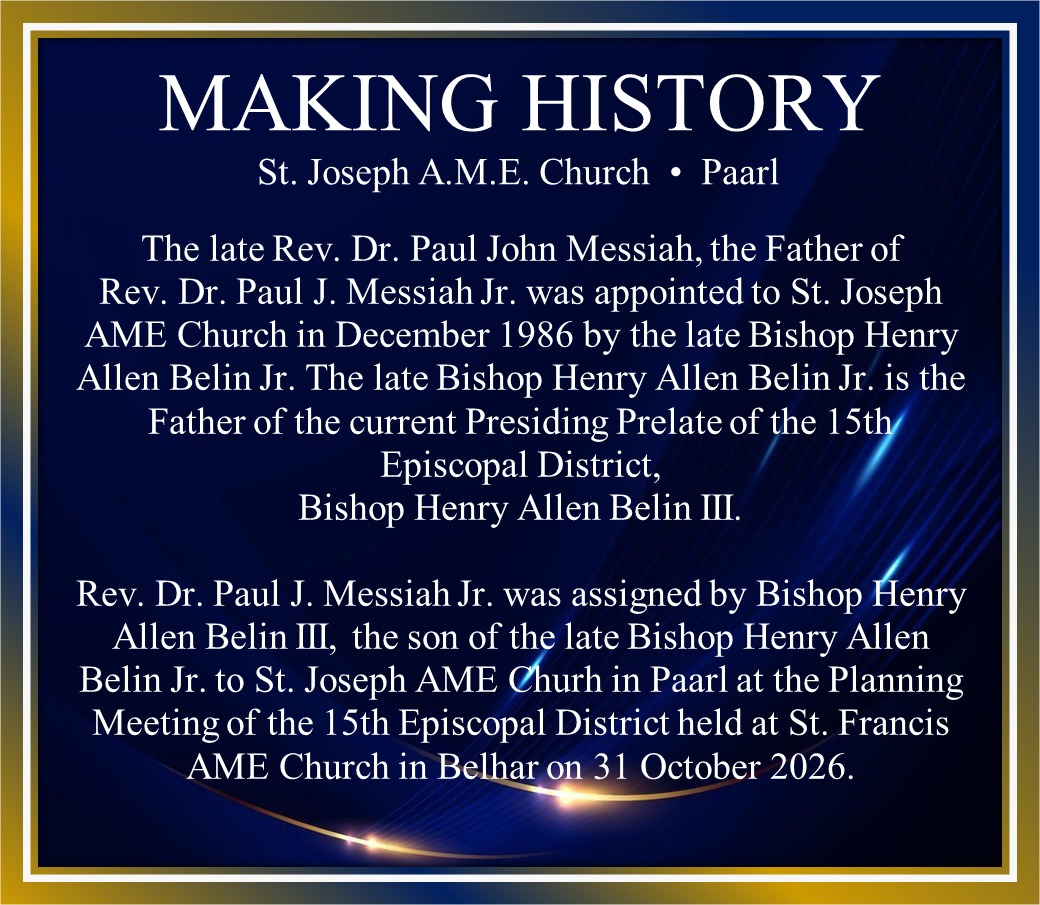 MAKING HISTORY
St. Joseph A.M.E. Church • Paarl
The late Rev. Dr. Paul John Messiah, the Father of
Rev. Dr. Paul J. Messiah Jr. was appointed to St. Joseph
AME Church in December 1986 by the late Bishop Henry
Allen Belin Jr. The late Bishop Henry Allen Belin Jr. is the
Father of the current Presiding Prelate of the 15th
Episcopal District,
Bishop Henry Allen Belin III.
Rev. Dr. Paul J. Messiah Jr. was assigned by Bishop Henry
Allen Belin III, the son of the late Bishop Henry Allen
Belin Jr. to St. Joseph AME Churh in Paarl at the Planning
Meeting of the 15th Episcopal District held at St. Francis
AME Church in Belhar on 31 October 2026.